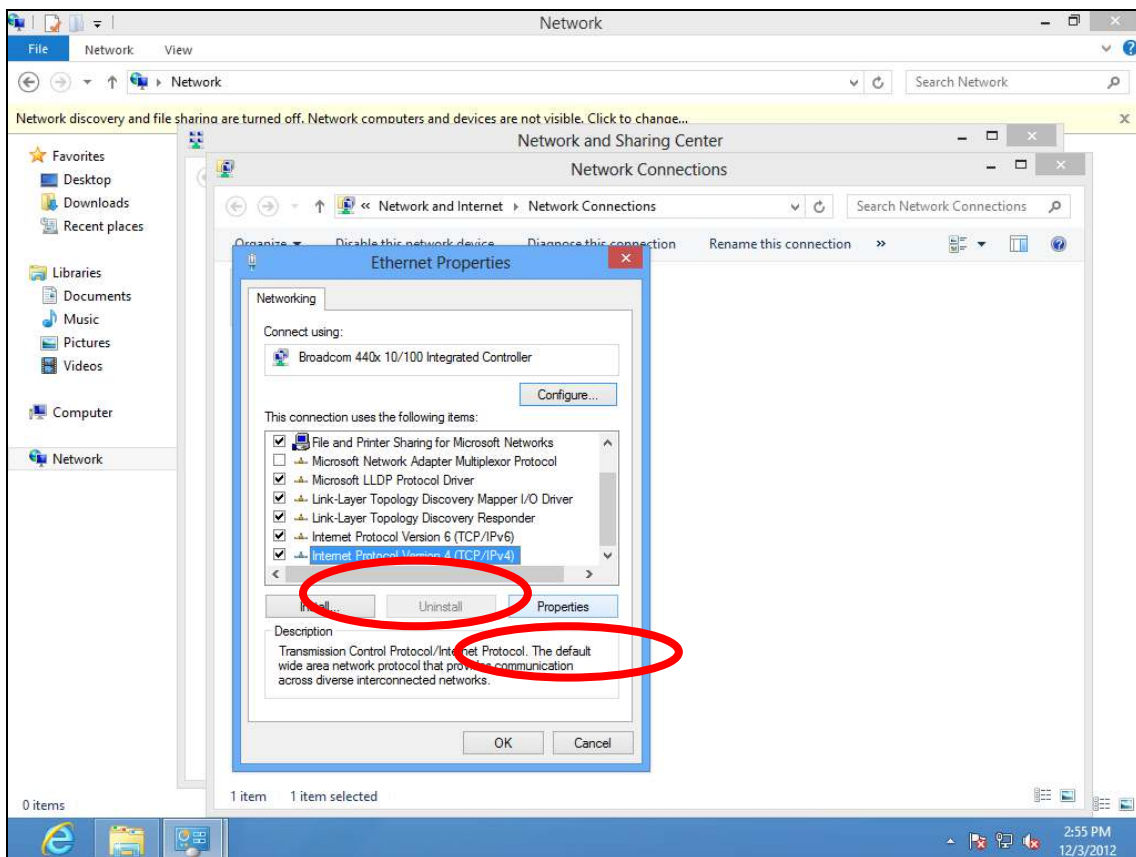 Network
File Network View
Network
Search Network
Network discovery and file sharing are turned off. Network computers and devices are not visible. Click to change...
Network and Sharing Center
Network Connections
« Network and Internet Network Connections
Search Network Connections
Organize Disable this network device Diagnose this connection Rename this connection »
Favorites
Desktop
Downloads
Recent places
Libraries
Documents
Music
Pictures
Videos
Computer
Network
Ethernet Properties
Networking
Connect using:
Broadcom 440x 10/100 Integrated Controller
Configure...
This connection uses the following items:
File and Printer Sharing for Microsoft Networks
Microsoft Network Adapter Multiplexor Protocol
Microsoft LLDP Protocol Driver
Link-Layer Topology Discovery Mapper I/O Driver
Link-Layer Topology Discovery Responder
Internet Protocol Version 6 (TCP/IPv6)
Internet Protocol Version 4 (TCP/IPv4)
Install... Uninstall Properties
Description
Transmission Control Protocol/Internet Protocol. The default
wide area network protocol that provides communication
across diverse interconnected networks.
OK Cancel
0 items
1 item 1 item selected
2:55 PM
12/3/2012